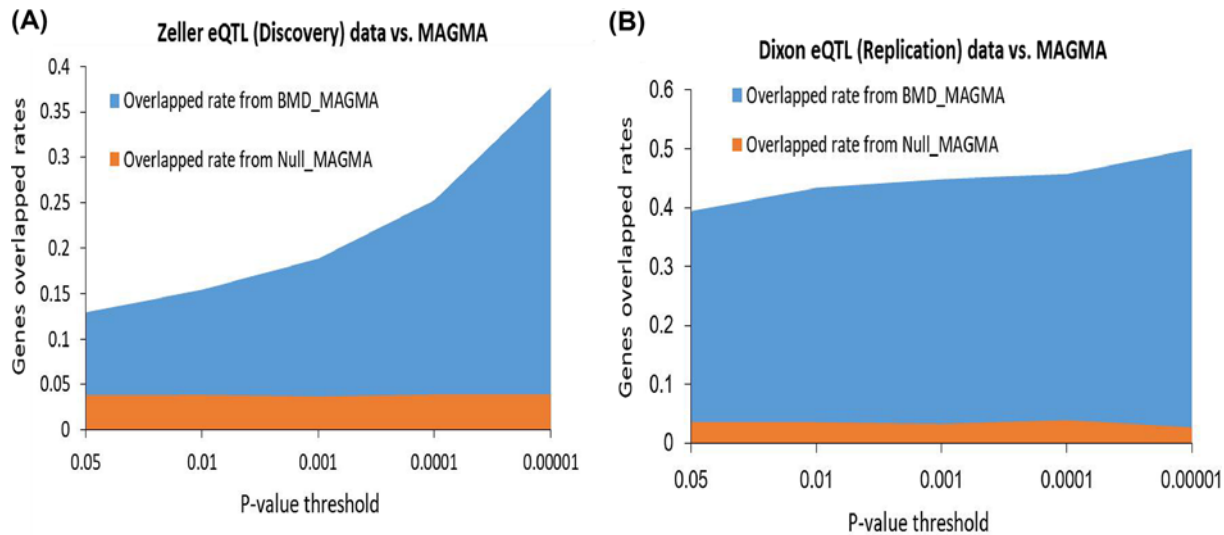 (A)
Zeller eQTL (Discovery) data vs. MAGMA
Genes overlapped rates
0.4
0.35
0.3
0.25
0.2
0.15
0.1
0.05
0
Overlapped rate from BMD_MAGMA
Overlapped rate from Null_MAGMA
0.05 0.01 0.001 0.0001 0.00001
P-value threshold
(B)
Dixon eQTL (Replication) data vs. MAGMA
Genes overlapped rates
0.6
0.5
0.4
0.3
0.2
0.1
0
Overlapped rate from BMD_MAGMA
Overlapped rate from Null_MAGMA
0.05 0.01 0.001 0.0001 0.00001
P-value threshold